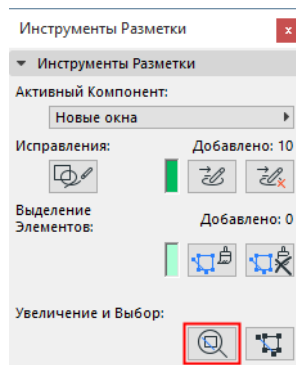 Инструменты Разметки
Инструменты Разметки
Активный Компонент:
Новые окна
Исправления: Добавлено: 10
Выделение
Элементов: Добавлено: 0
Увеличение и Выбор: